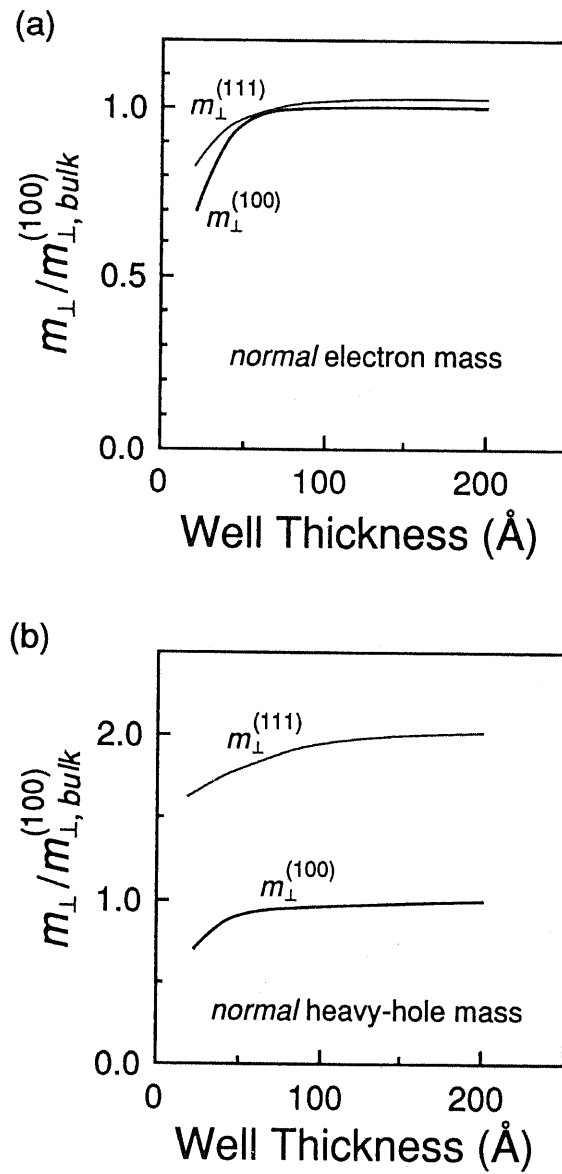 (a)
m⊥/m⊥, bulk^(100)
1.0
0.5
0.0
m⊥^(111)
m⊥^(100)
normal electron mass
0 100 200
Well Thickness (Å)
(b)
m⊥/m⊥, bulk^(100)
2.0
1.0
0.0
m⊥^(111)
m⊥^(100)
normal heavy-hole mass
0 100 200
Well Thickness (Å)